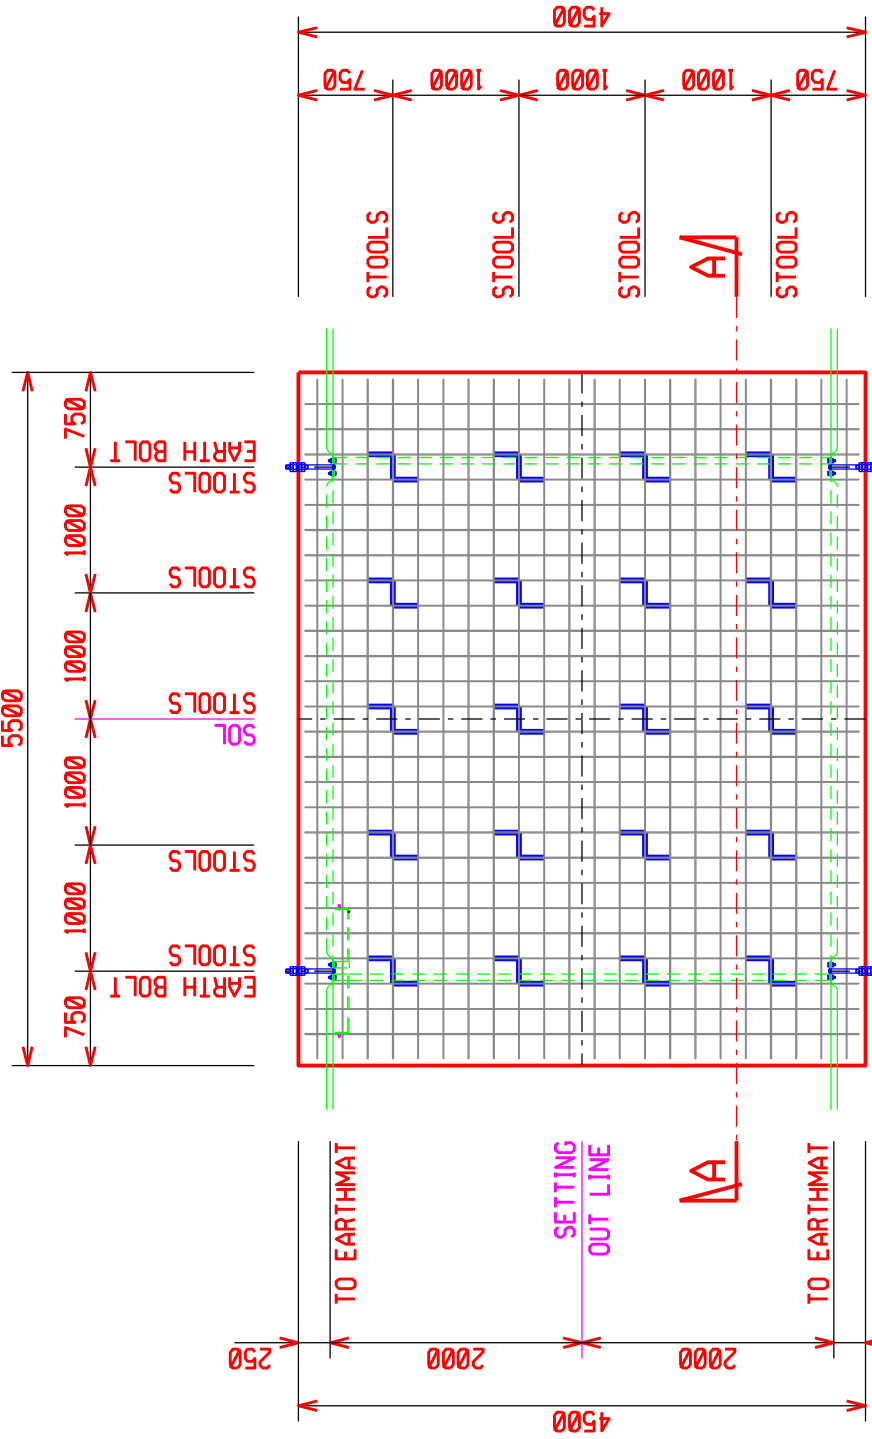 4500
750
1000
1000
1000
750
STOOLS
STOOLS
STOOLS
STOOLS
A
5500
750
1000
1000
1000
1000
750
EARTH BOLT
STOOLS
STOOLS
STOOLS
SOL
STOOLS
STOOLS
EARTH BOLT
TO EARTHMAT
SETTING
OUT LINE
A
TO EARTHMAT
250
2000
2000
4500